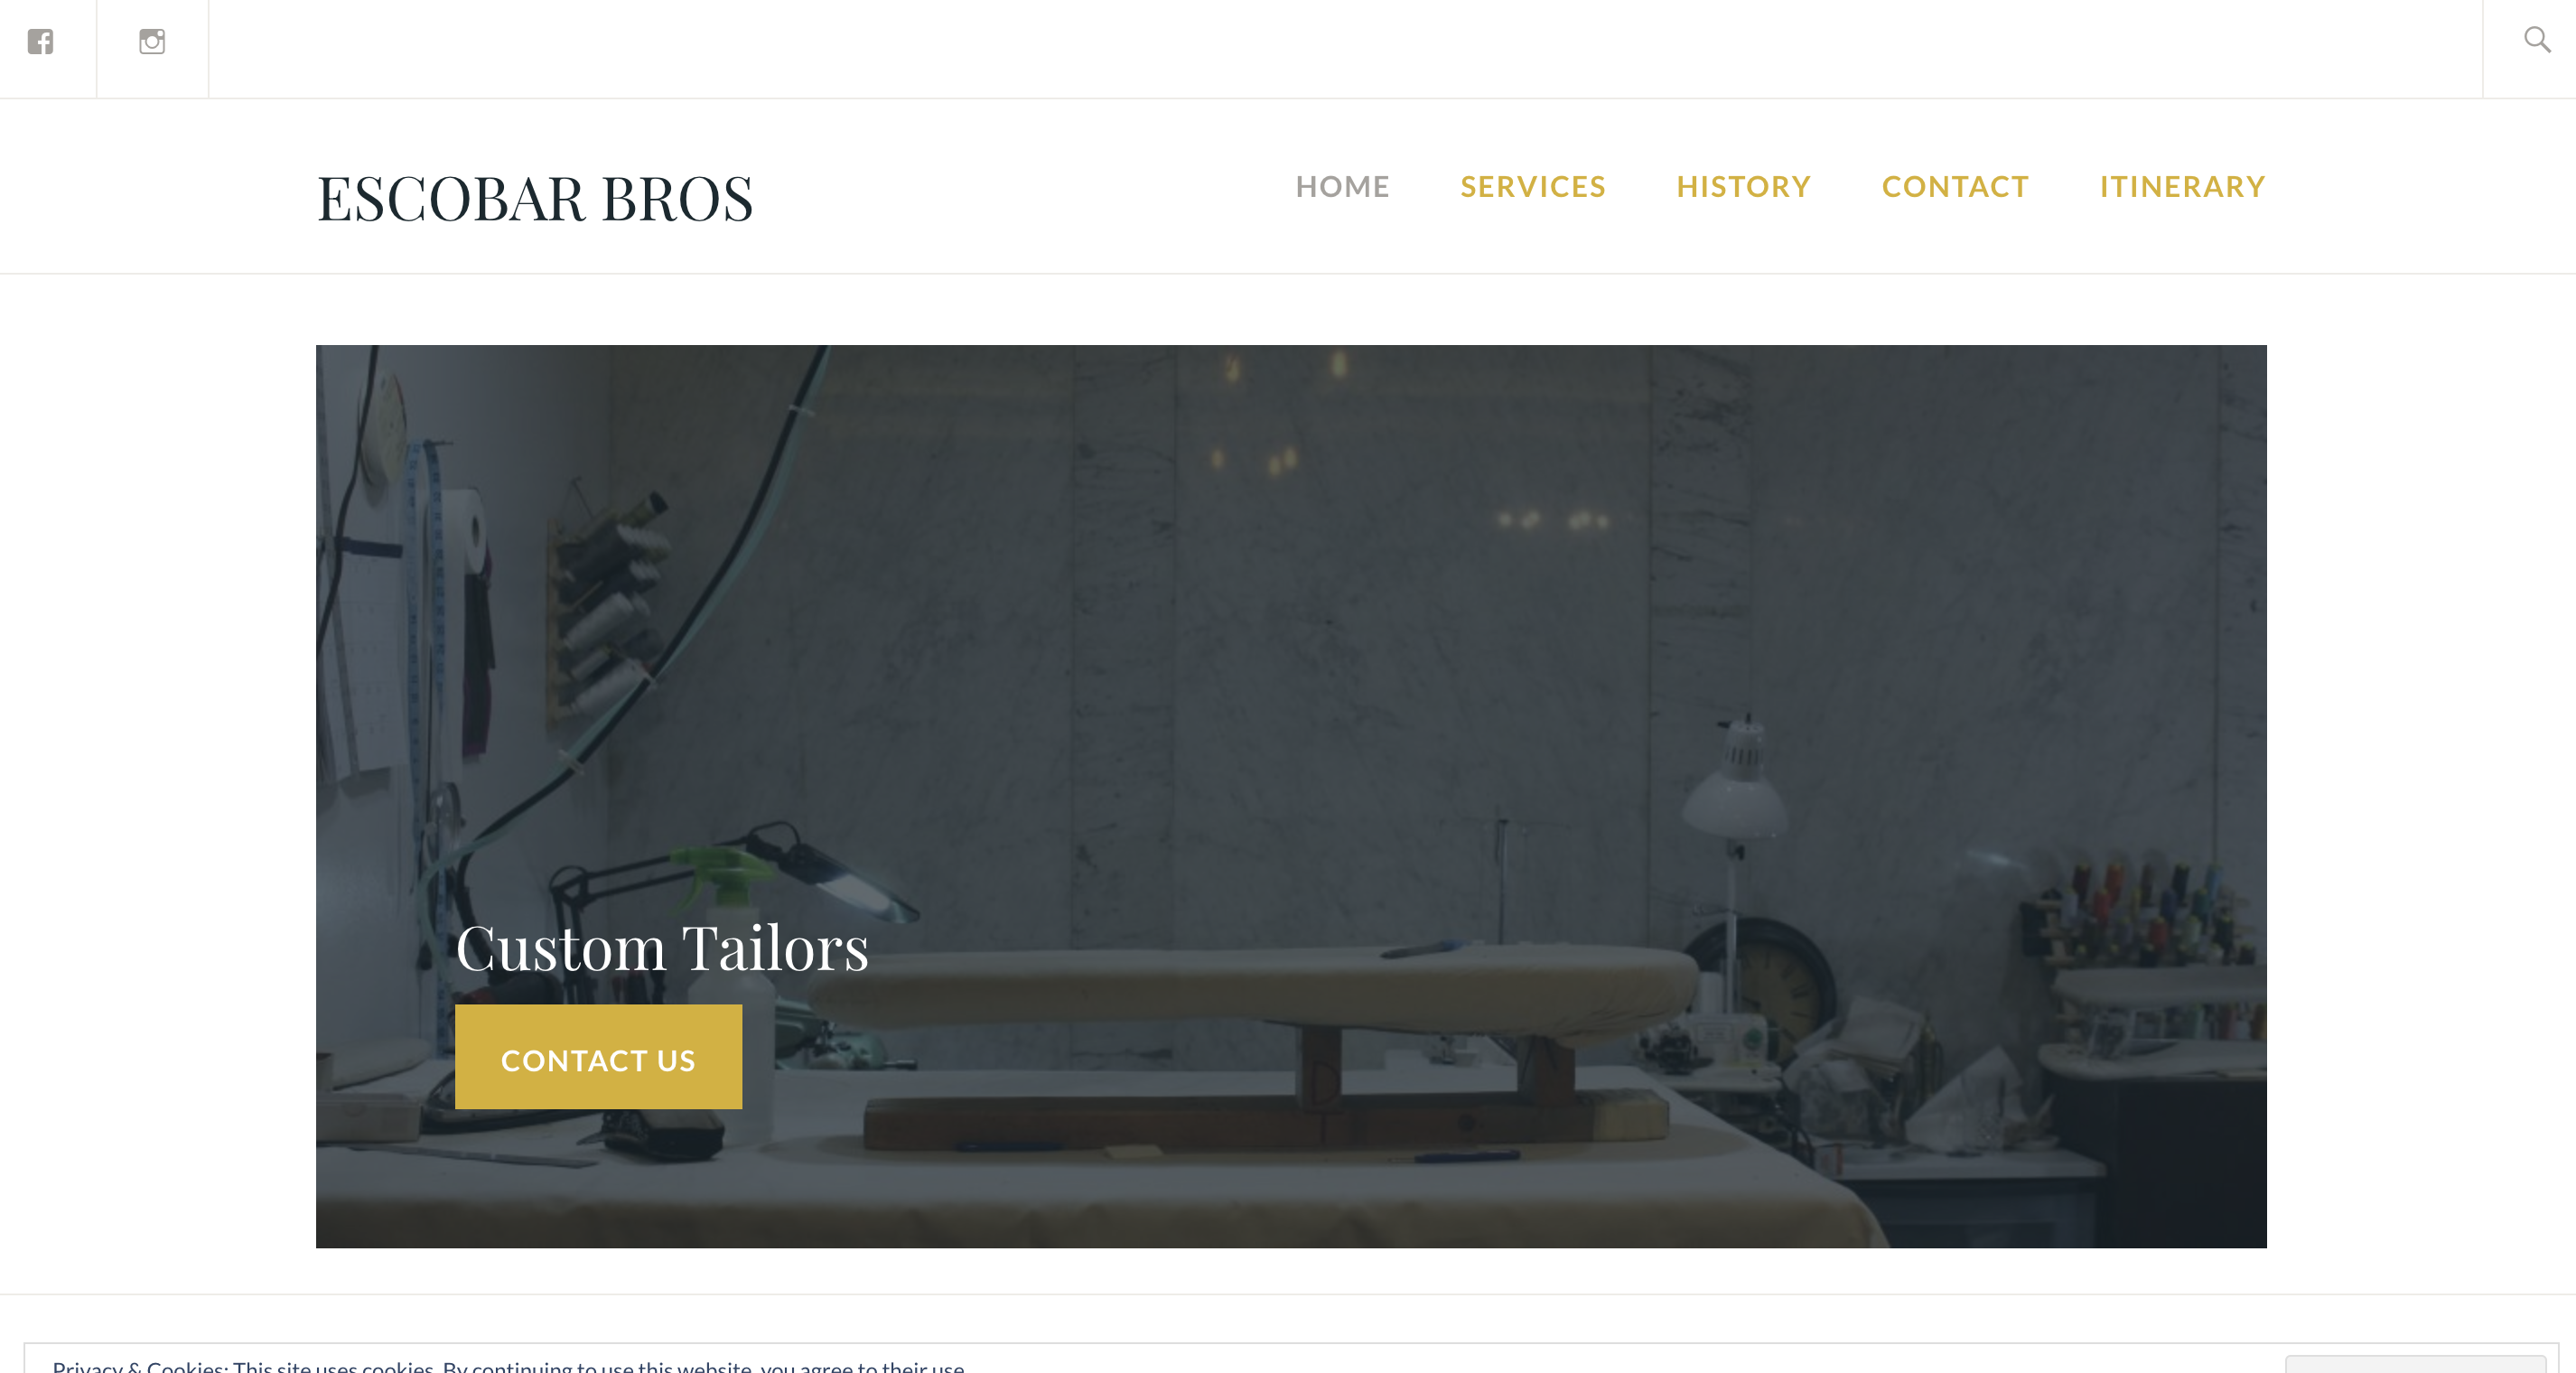 ESCOBAR BROS
HOME SERVICES HISTORY CONTACT ITINERARY
Custom Tailors
CONTACT US
Privacy & Cookies: This site uses cookies. By continuing to use this website, you agree to their use.